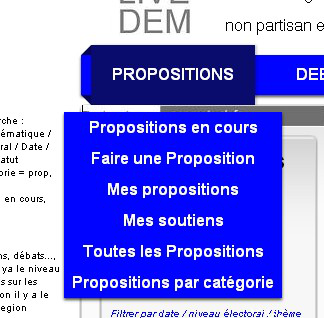 LIVE
DEM
non partisan e
PROPOSITIONS
DEB
rche :
ématique /
ral / Date /
atut
orie = prop,
en cours,
ns, débats...,
ya le niveau
s sur les
on il y a le
region
Propositions en cours
Faire une Proposition
Mes propositions
Mes soutiens
Toutes les Propositions
Propositions par catégorie
Filtrer par date / niveau électoral / thème